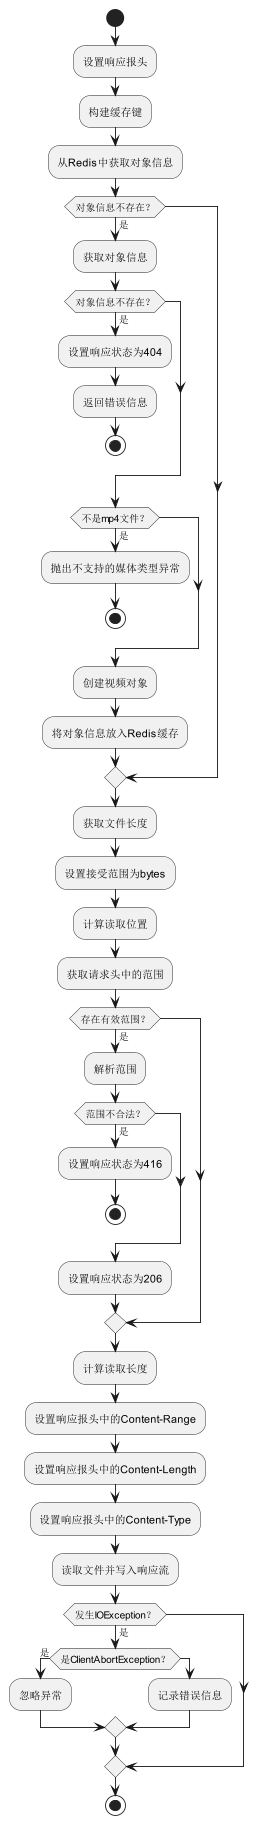 设置响应报头
构建缓存键
从Redis中获取对象信息
对象信息不存在？
是
获取对象信息
对象信息不存在？
是
设置响应状态为404
返回错误信息
不是mp4文件？
是
抛出不支持的媒体类型异常
创建视频对象
将对象信息放入Redis缓存
获取文件长度
设置接受范围为bytes
计算读取位置
获取请求头中的范围
存在有效范围？
是
解析范围
范围不合法？
是
设置响应状态为416
设置响应状态为206
计算读取长度
设置响应报头中的Content-Range
设置响应报头中的Content-Length
设置响应报头中的Content-Type
读取文件并写入响应流
发生IOException？
是
是
是ClientAbortException？
忽略异常
记录错误信息